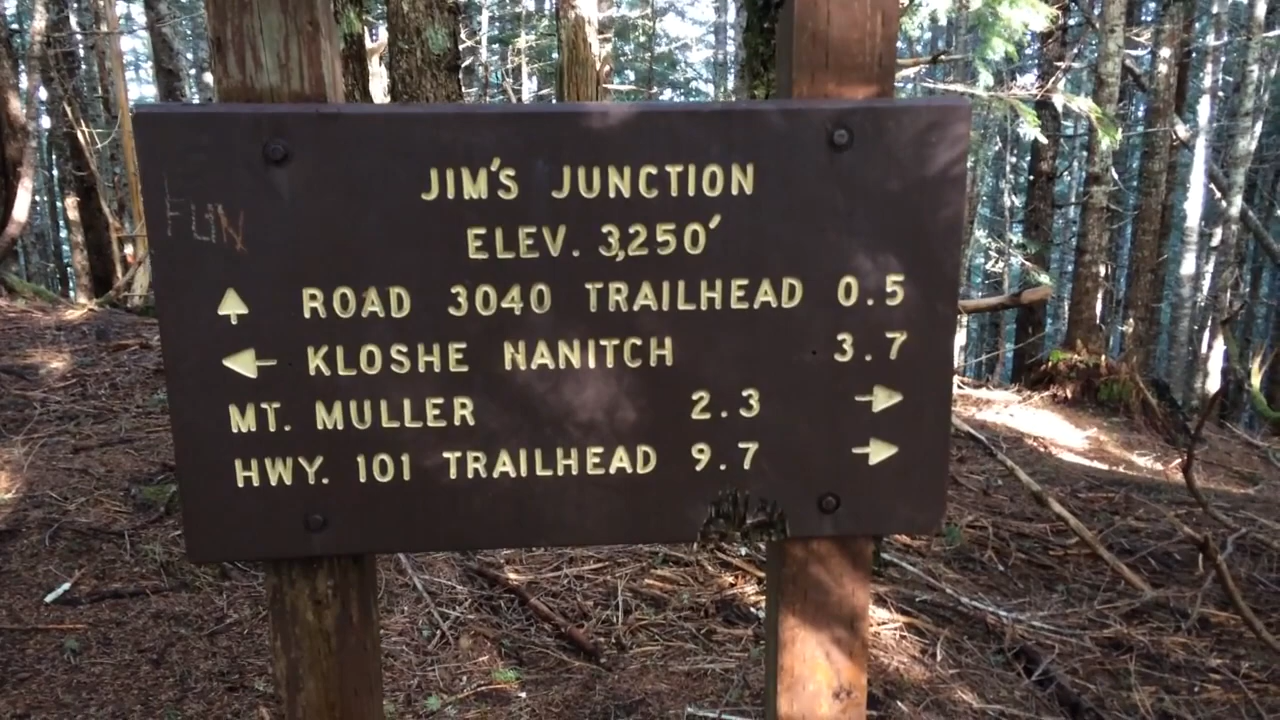 JIM'S JUNCTION
ELEV. 3,250'
FUN
↑ ROAD 3040 TRAILHEAD 0.5
← KLOSHE NANITCH 3.7
MT. MULLER 2.3 →
HWY. 101 TRAILHEAD 9.7 →